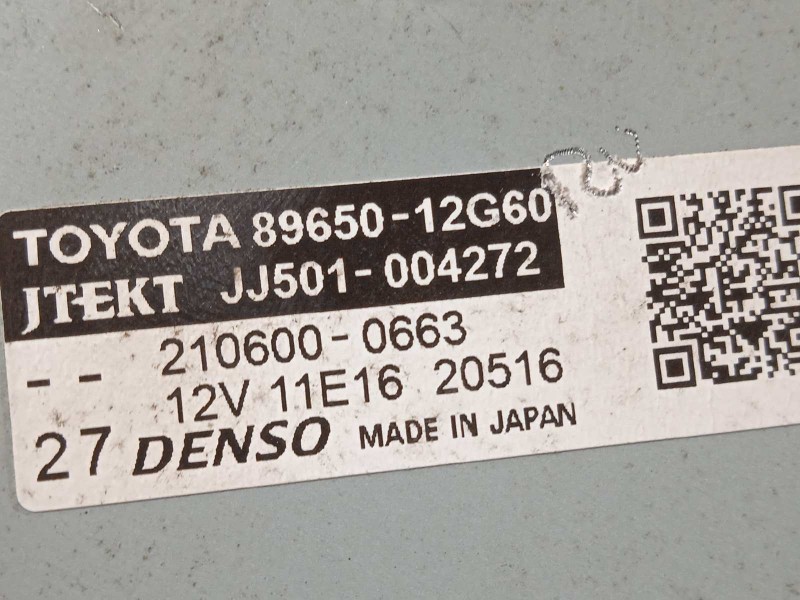 TOYOTA 89650-12G60
JTEKT JJ501-004272
-- 210600-0663
12V 11E16 20516
27 DENSO MADE IN JAPAN